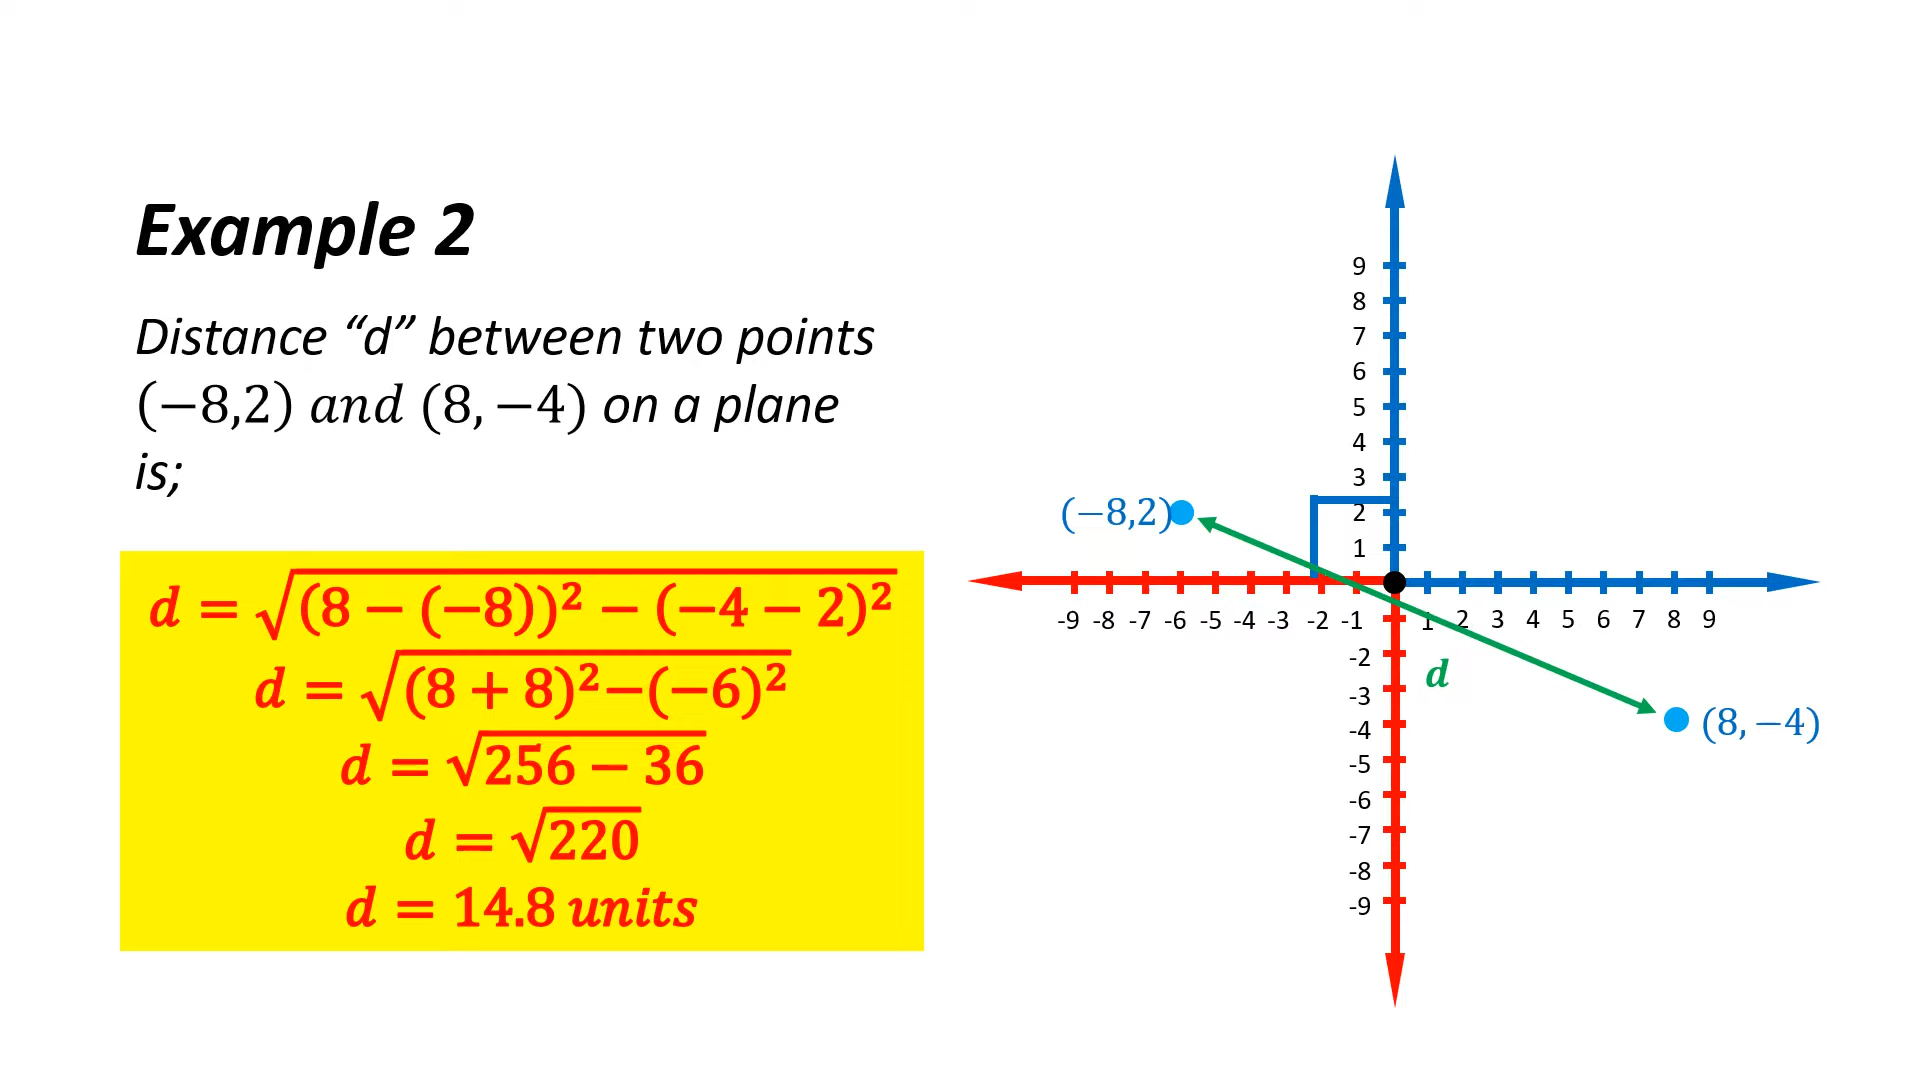 Example 2
Distance “d” between two points
(−8,2) and (8,−4) on a plane
is;
d = √(8 − (−8))² − (−4 − 2)²
d = √(8 + 8)²−(−6)²
d = √256 − 36
d = √220
d = 14.8 units
9
8
7
6
5
4
3
(−8,2)
2
1
-9 -8 -7 -6 -5 -4 -3 -2 -1 1 2 3 4 5 6 7 8 9
-2
d
-3
(8,−4)
-4
-5
-6
-7
-8
-9